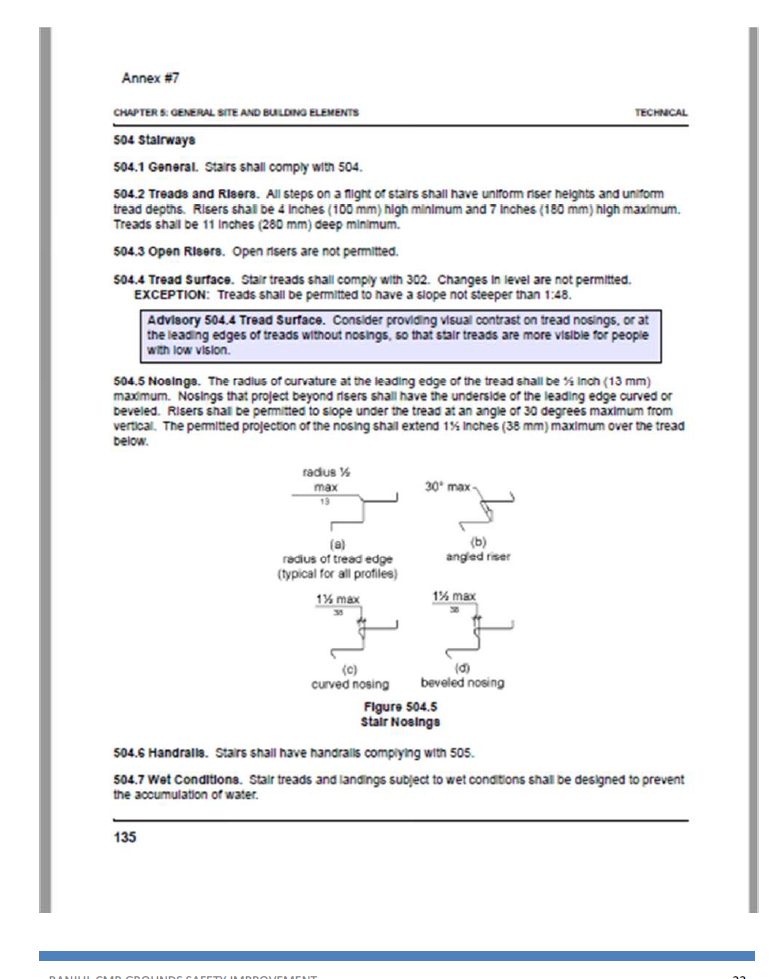 Annex #7
CHAPTER 5: GENERAL SITE AND BUILDING ELEMENTS TECHNICAL
504 Stairways
504.1 General. Stairs shall comply with 504.
504.2 Treads and Risers. All steps on a flight of stairs shall have uniform riser heights and uniform
tread depths. Risers shall be 4 inches (100 mm) high minimum and 7 inches (180 mm) high maximum.
Treads shall be 11 inches (280 mm) deep minimum.
504.3 Open Risers. Open risers are not permitted.
504.4 Tread Surface. Stair treads shall comply with 302. Changes in level are not permitted.
EXCEPTION: Treads shall be permitted to have a slope not steeper than 1:48.
Advisory 504.4 Tread Surface. Consider providing visual contrast on tread nosings, or at
the leading edges of treads without nosings, so that stair treads are more visible for people
with low vision.
504.5 Nosings. The radius of curvature at the leading edge of the tread shall be ½ inch (13 mm)
maximum. Nosings that project beyond risers shall have the underside of the leading edge curved or
beveled. Risers shall be permitted to slope under the tread at an angle of 30 degrees maximum from
vertical. The permitted projection of the nosing shall extend 1½ inches (38 mm) maximum over the tread
below.
radius ½
max
13
30° max
(a)
radius of tread edge
(typical for all profiles)
(b)
angled riser
1½ max
38
1½ max
38
(c)
curved nosing
(d)
beveled nosing
Figure 504.5
Stair Nosings
504.6 Handrails. Stairs shall have handrails complying with 505.
504.7 Wet Conditions. Stair treads and landings subject to wet conditions shall be designed to prevent
the accumulation of water.
135
BANJUL CMR GROUNDS SAFETY IMPROVEMENT